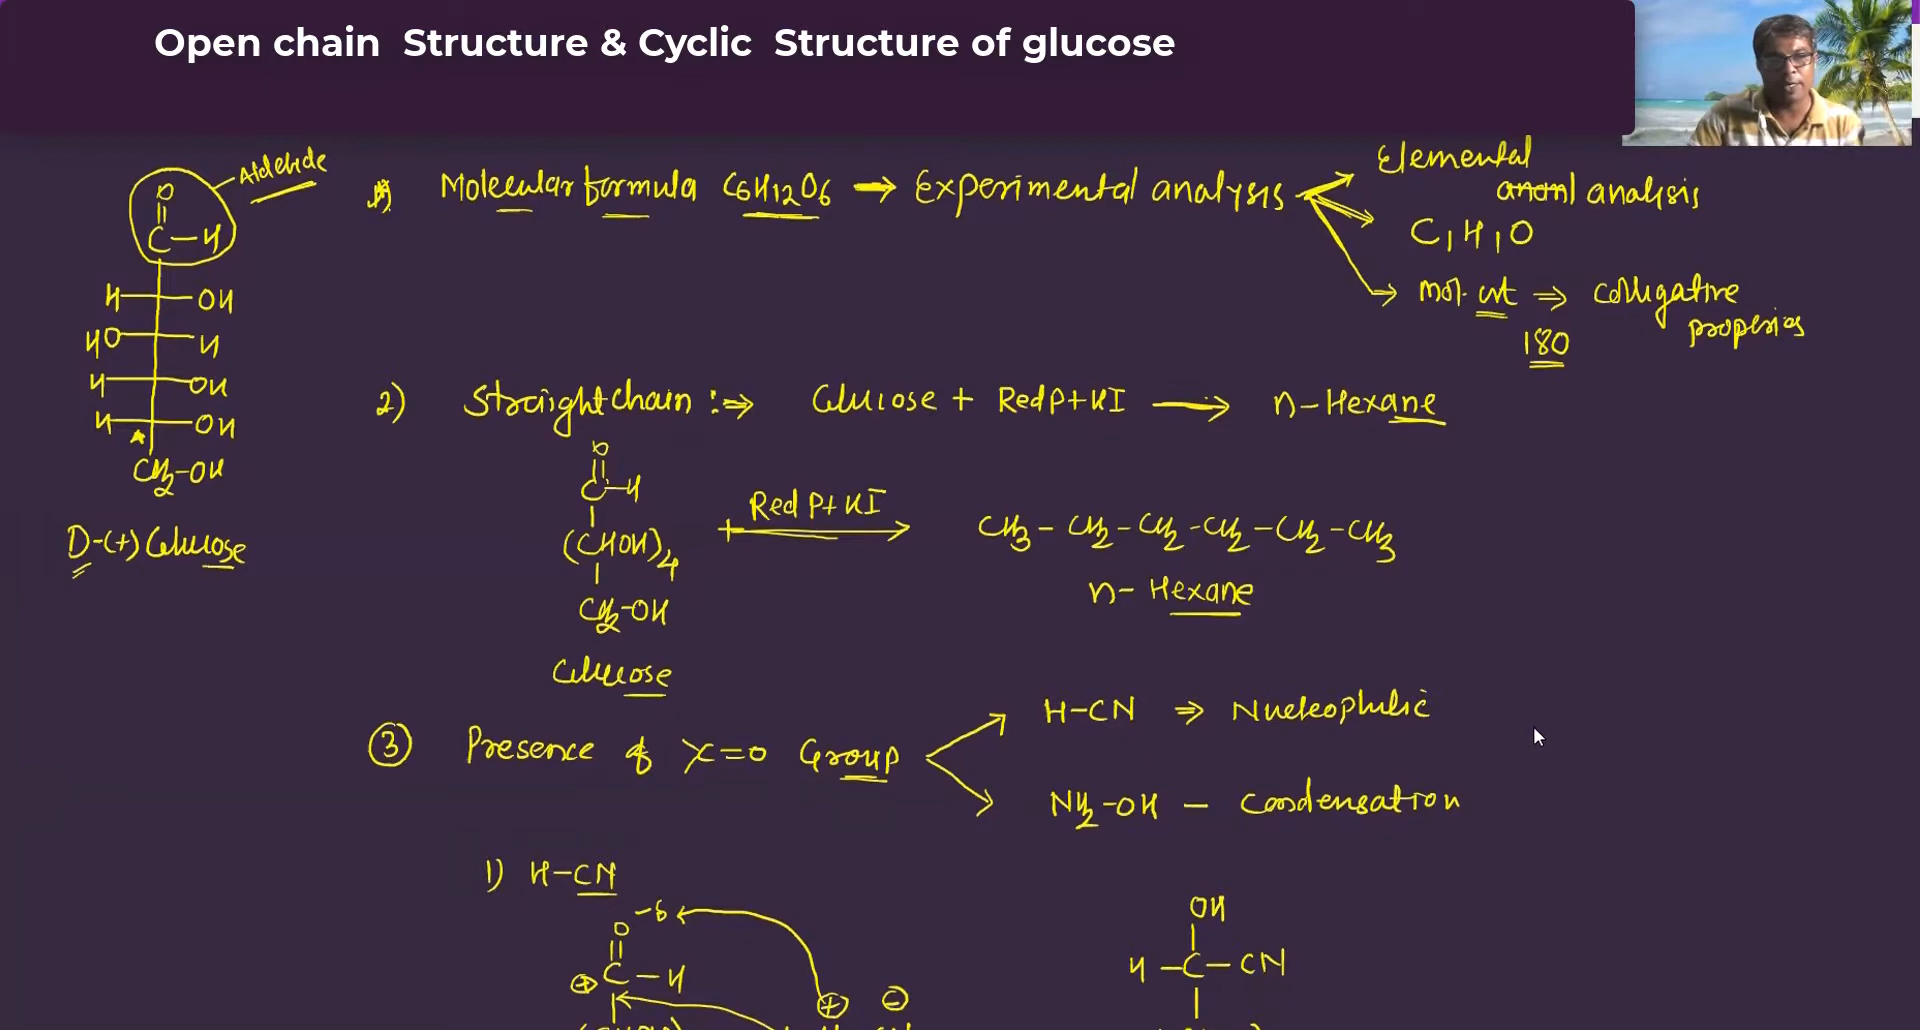 Open chain Structure & Cyclic Structure of glucose
O
||
C-H
Aldehide
H OH
HO H
H OH
H OH
CH2-OH
D-(+) Glucose
Molecular formula C6H12O6 → Experimental analysis
Elemental
analysis
C, H, O
mol. wt ⇒ colligative
properies
180
2) Straight chain :⇒ Glucose + Red P+HI → n-Hexane
O
||
C-H
|
(CHOH)4
|
CH2-OH
Glucose
+ Red P+HI →
CH3-CH2-CH2-CH2-CH2-CH3
n-Hexane
③ Presence of >C=O Group
H-CN ⇒ Nucleophilic
NH2-OH - Condensation
1) H-CN
O -δ
||
⊕ C-H
|
⊕ ⊖
OH
|
H-C-CN
|